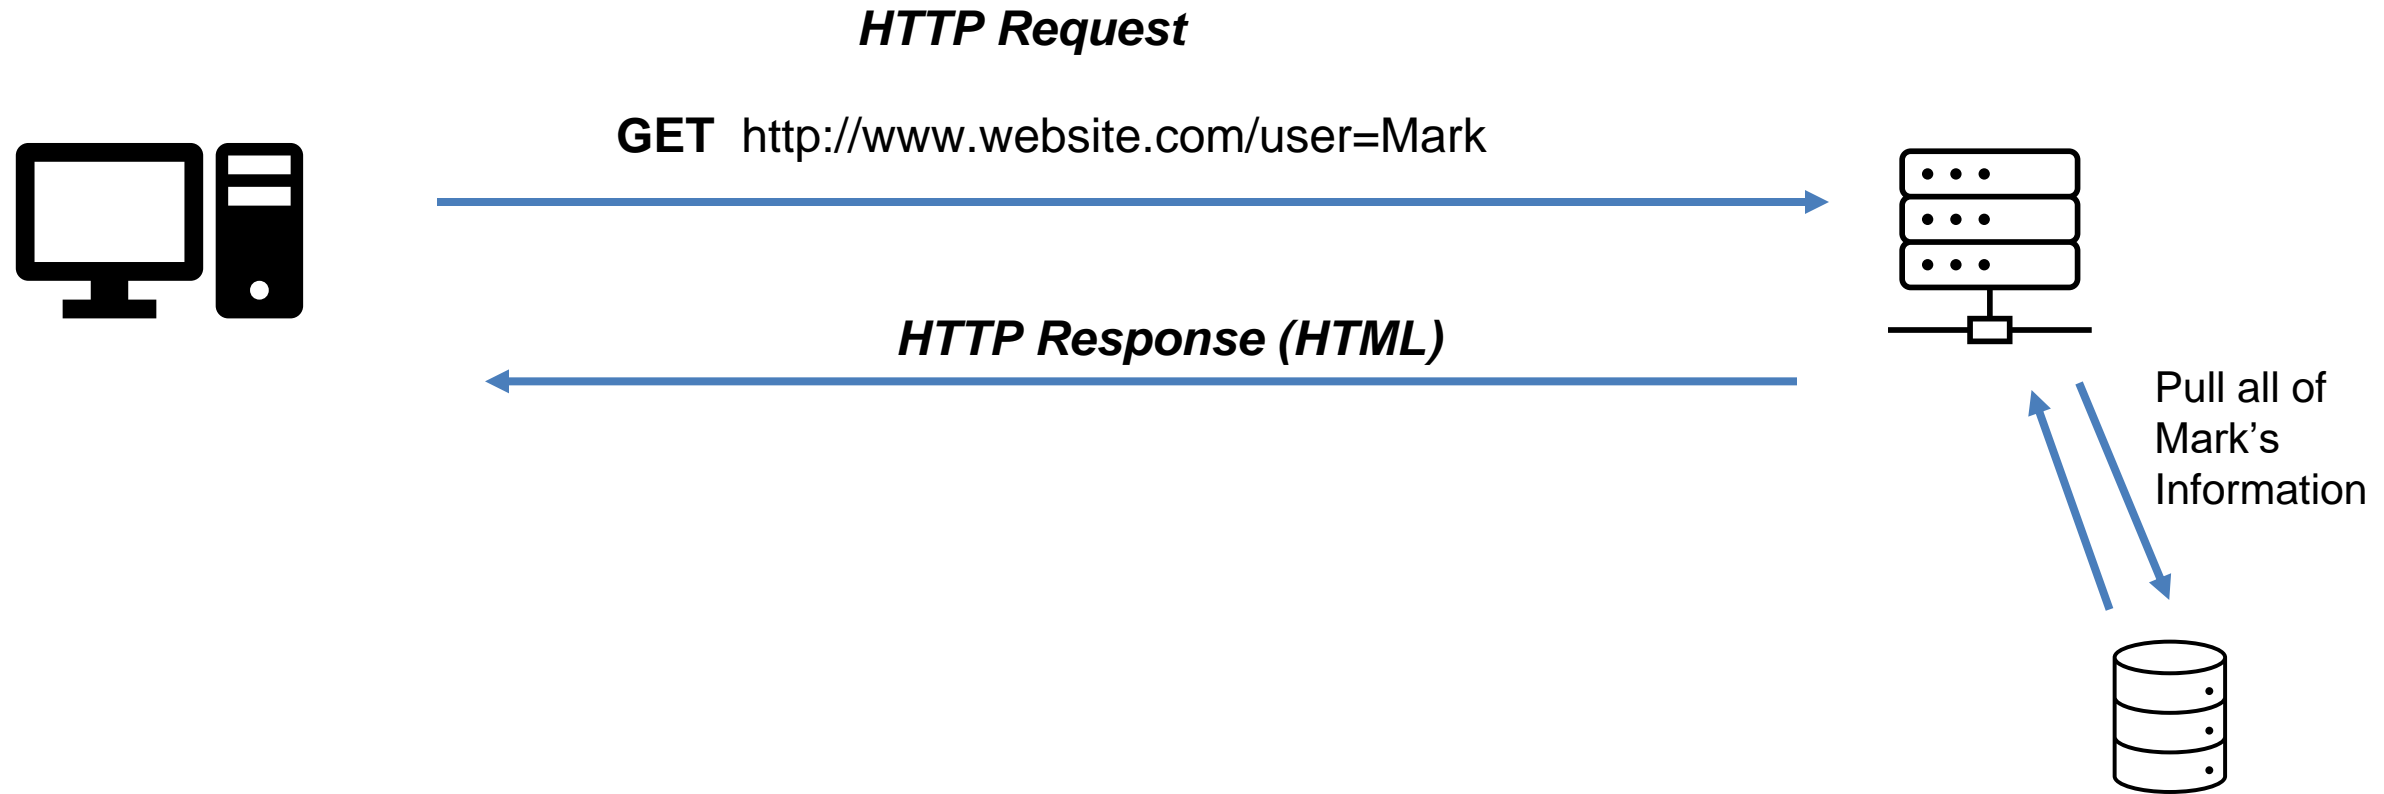 HTTP Request
GET http://www.website.com/user=Mark
HTTP Response (HTML)
Pull all of
Mark’s
Information